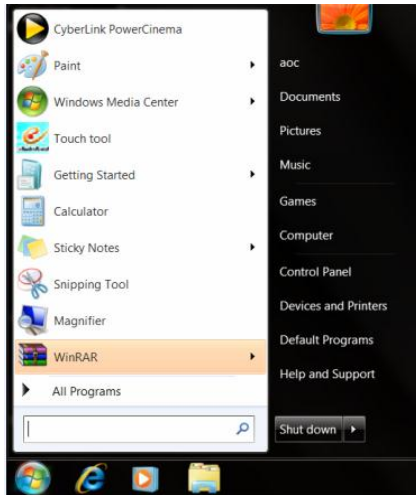 CyberLink PowerCinema
Paint
Windows Media Center
Touch tool
Getting Started
Calculator
Sticky Notes
Snipping Tool
Magnifier
WinRAR
All Programs
aoc
Documents
Pictures
Music
Games
Computer
Control Panel
Devices and Printers
Default Programs
Help and Support
Shut down